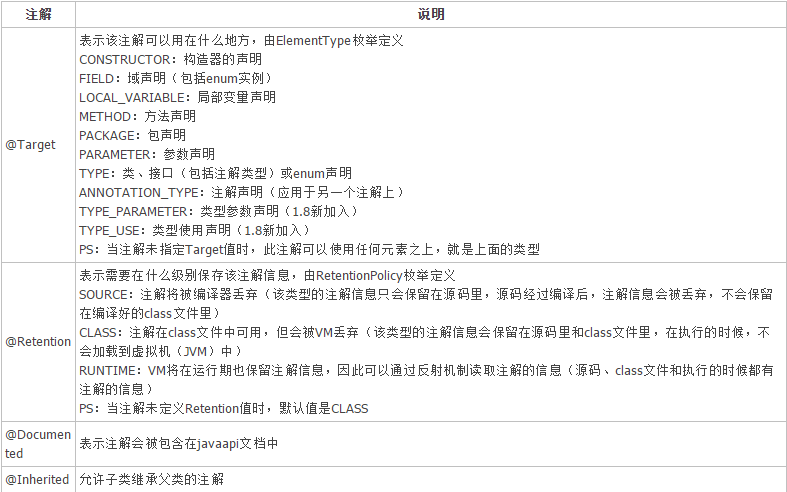 注解 说明
@Target
表示该注解可以用在什么地方，由ElementType枚举定义
CONSTRUCTOR：构造器的声明
FIELD：域声明（包括enum实例）
LOCAL_VARIABLE：局部变量声明
METHOD：方法声明
PACKAGE：包声明
PARAMETER：参数声明
TYPE：类、接口（包括注解类型）或enum声明
ANNOTATION_TYPE：注解声明（应用于另一个注解上）
TYPE_PARAMETER：类型参数声明（1.8新加入）
TYPE_USE：类型使用声明（1.8新加入）
PS：当注解未指定Target值时，此注解可以使用任何元素之上，就是上面的类型
@Retention
表示需要在什么级别保存该注解信息，由RetentionPolicy枚举定义
SOURCE：注解将被编译器丢弃（该类型的注解信息只会保留在源码里，源码经过编译后，注解信息会被丢弃，不会保留
在编译好的class文件里）
CLASS：注解在class文件中可用，但会被VM丢弃（该类型的注解信息会保留在源码里和class文件里，在执行的时候，不
会加载到虚拟机（JVM）中）
RUNTIME：VM将在运行期也保留注解信息，因此可以通过反射机制读取注解的信息（源码、class文件和执行的时候都有
注解的信息）
PS：当注解未定义Retention值时，默认值是CLASS
@Documen
ted
表示注解会被包含在javaapi文档中
@Inherited 允许子类继承父类的注解